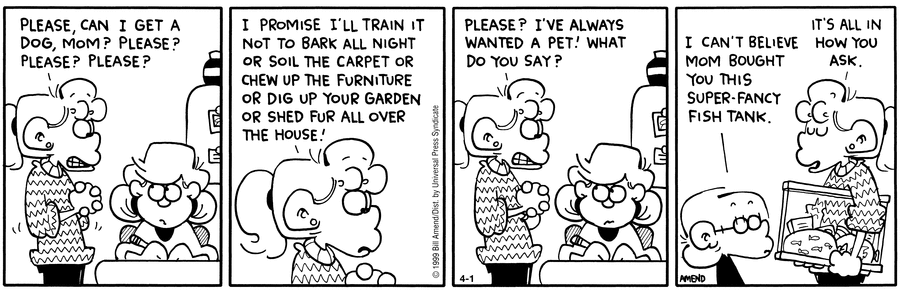 PLEASE, CAN I GET A
DOG, MOM? PLEASE?
PLEASE? PLEASE?
I PROMISE I'LL TRAIN IT
NOT TO BARK ALL NIGHT
OR SOIL THE CARPET OR
CHEW UP THE FURNITURE
OR DIG UP YOUR GARDEN
OR SHED FUR ALL OVER
THE HOUSE!
© 1999 Bill Amend/Dist. by Universal Press Syndicate
PLEASE? I'VE ALWAYS
WANTED A PET! WHAT
DO YOU SAY?
4-1
I CAN'T BELIEVE
MOM BOUGHT
YOU THIS
SUPER-FANCY
FISH TANK.
IT'S ALL IN
HOW YOU
ASK.
AMEND